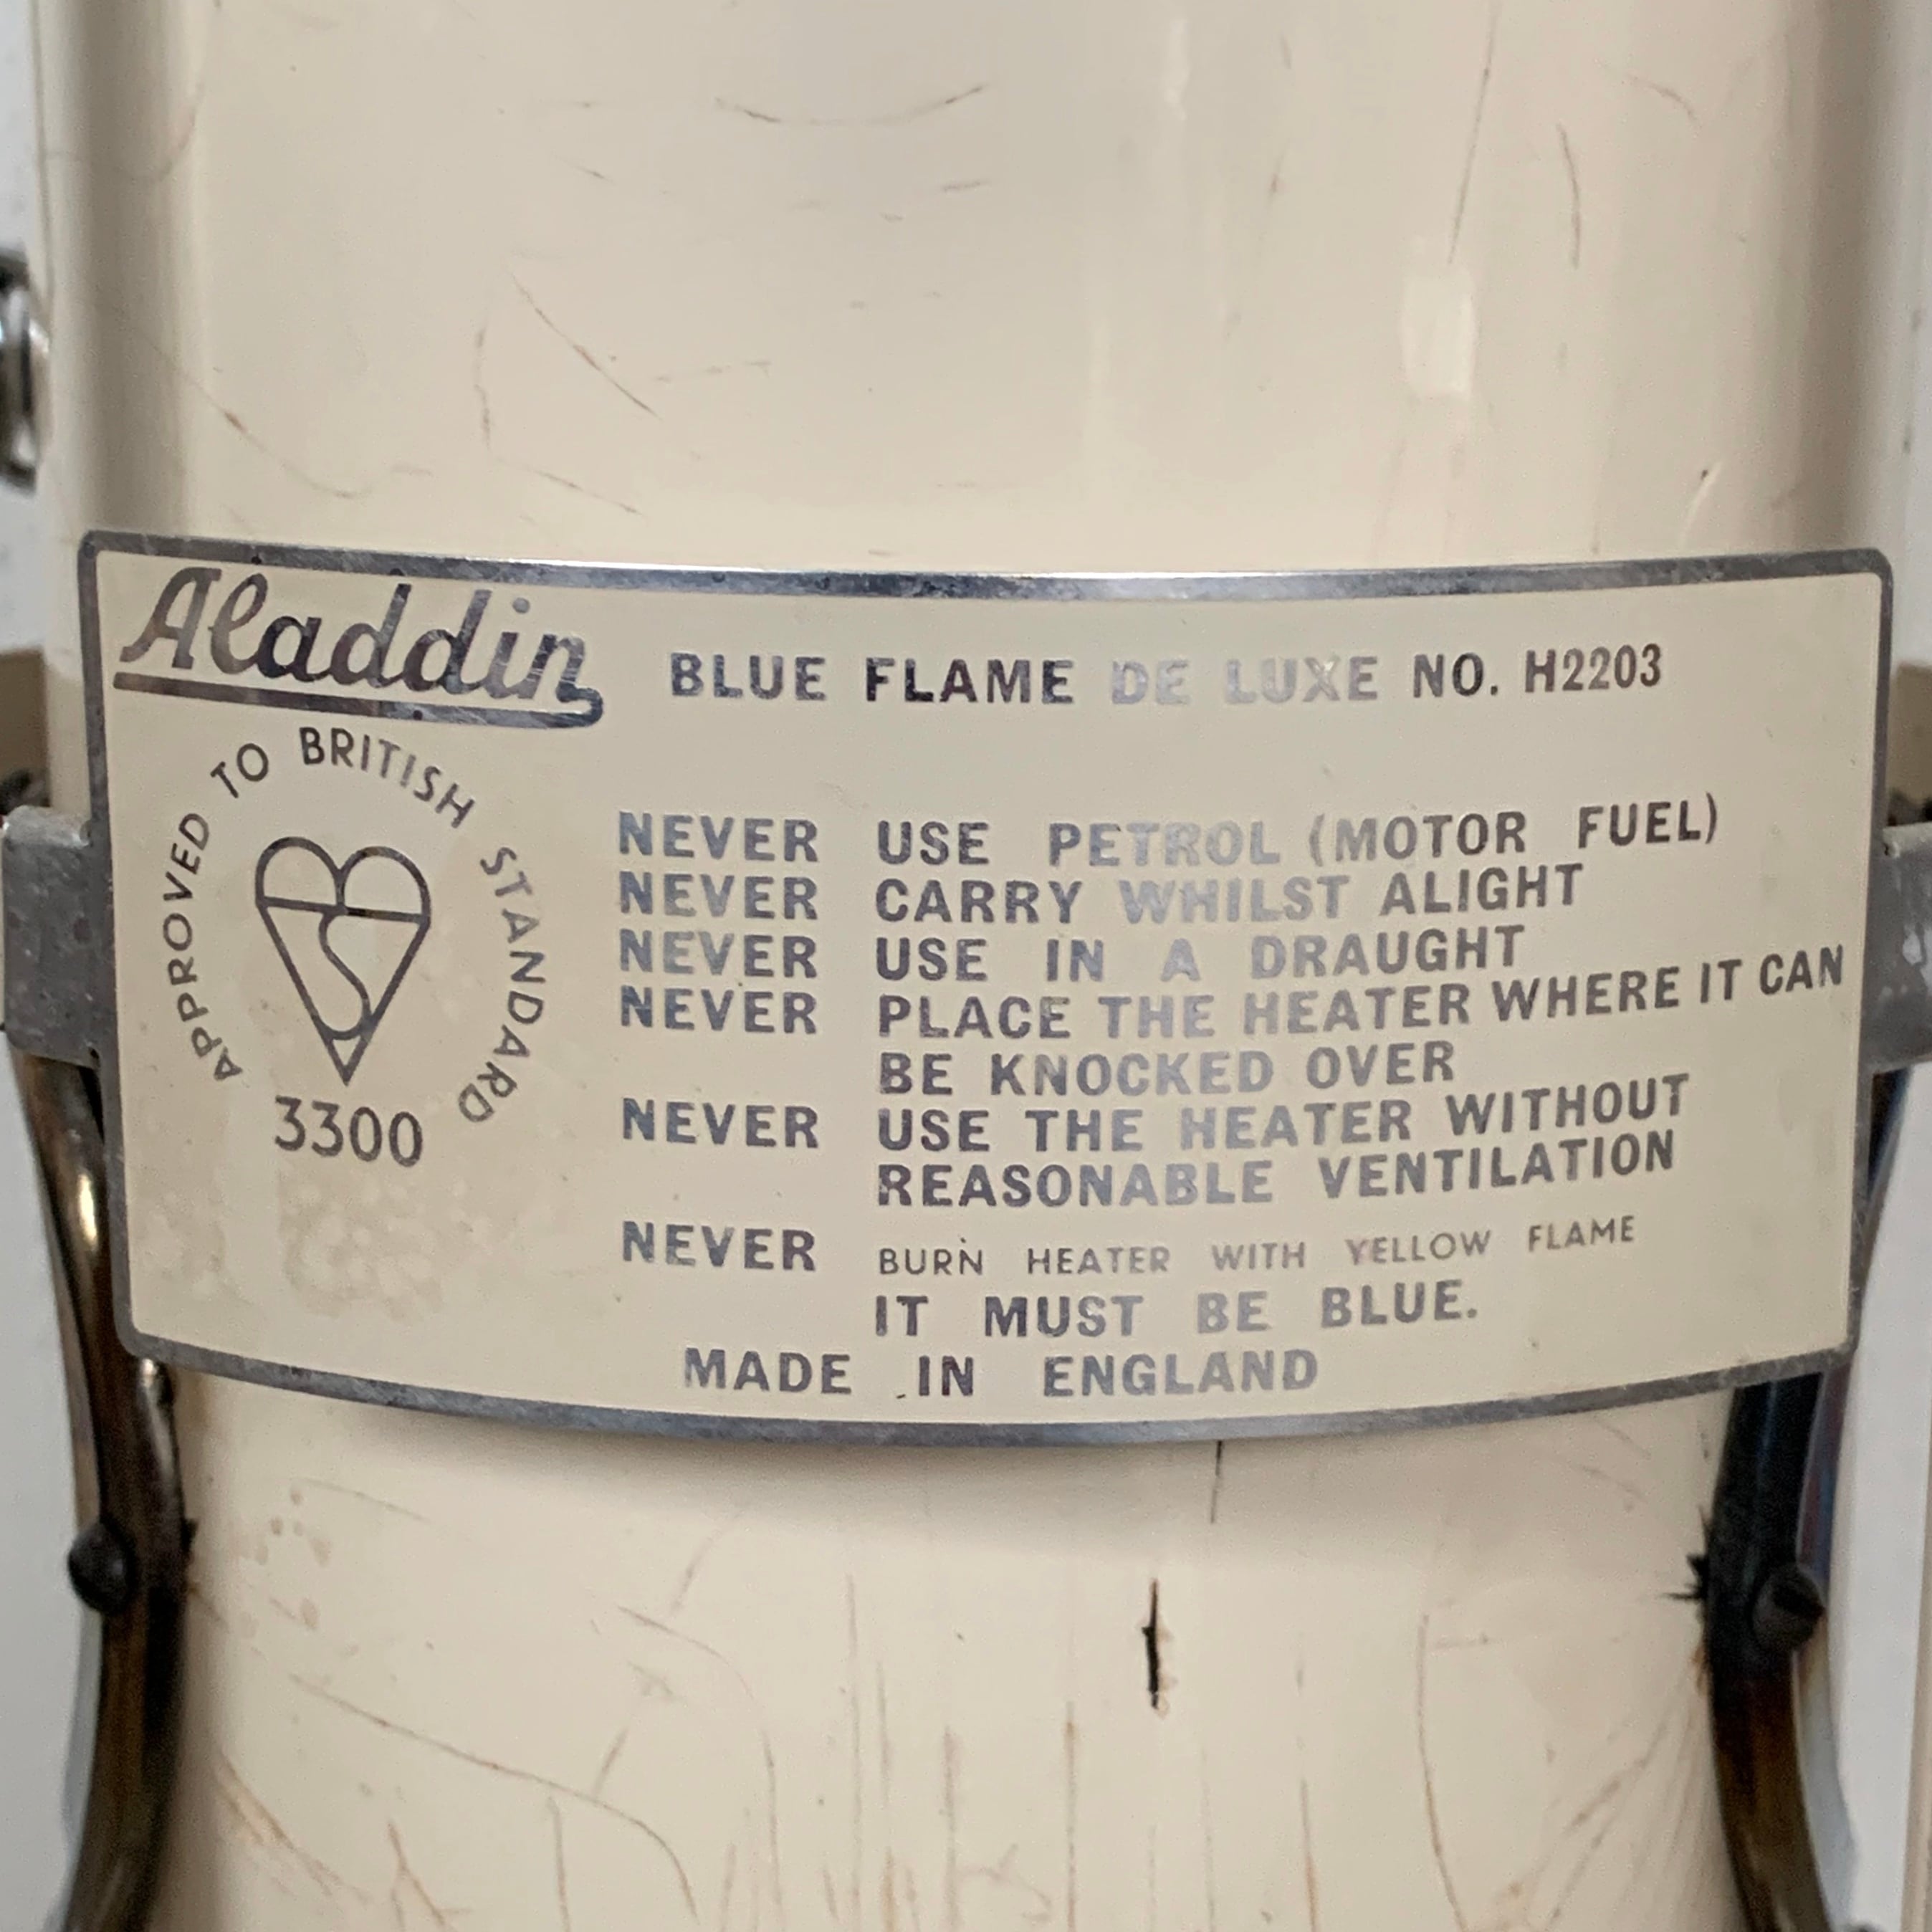 Aladdin BLUE FLAME DE LUXE NO. H2203
APPROVED TO BRITISH STANDARD
3300
NEVER USE PETROL (MOTOR FUEL)
NEVER CARRY WHILST ALIGHT
NEVER USE IN A DRAUGHT
NEVER PLACE THE HEATER WHERE IT CAN
BE KNOCKED OVER
NEVER USE THE HEATER WITHOUT
REASONABLE VENTILATION
NEVER BURN HEATER WITH YELLOW FLAME
IT MUST BE BLUE.
MADE IN ENGLAND